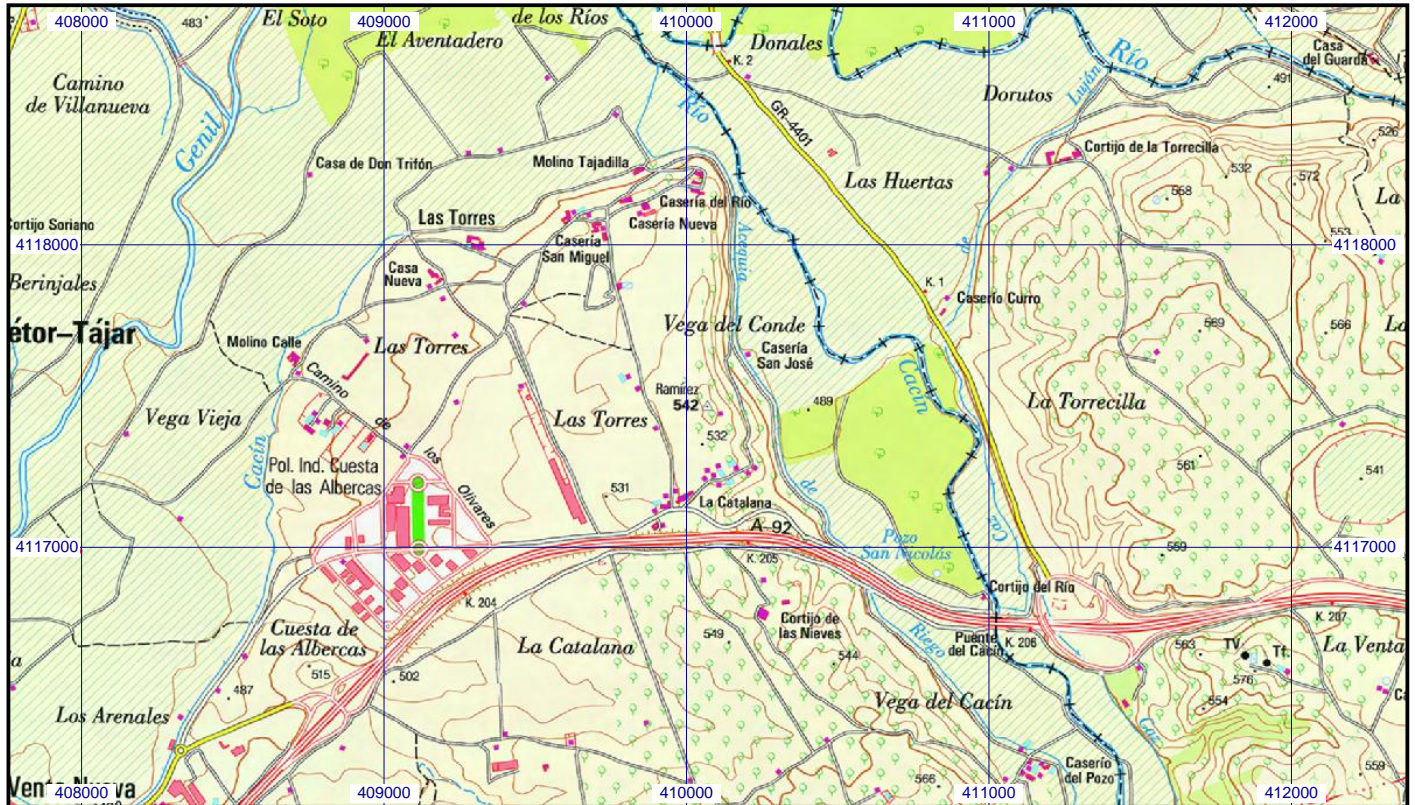 408000
409000
410000
411000
412000
483
El Soto
de los Ríos
El Aventadero
Donales
K. 2
Río
Casa
del Guarda
491
Camino
de Villanueva
Dorutos
Luján
Río
GR-4401
Genil
526
Casa de Don Trifón
Molino Tajadilla
Cortijo de la Torrecilla
532
572
Las Huertas
558
La
Casería del Río
Cortijo Soriano
Las Torres
Casería Nueva
553
4118000
4118000
Casería
San Miguel
Acequia
de
Casa
Nueva
Berinjales
K. 1
Caserío Curro
étor–Tájar
Vega del Conde
569
566
Molino Calle
Las Torres
Casería
San José
Camino
Cacín
Ramírez
542
489
La Torrecilla
Vega Vieja
Las Torres
de
532
los
Cacín
Pol. Ind. Cuesta
de las Albercas
561
541
de
Olivares
531
La Catalana
A-92
Caz
4117000
4117000
Pozo
San Nicolás
559
K. 205
Cortijo del Río
K. 204
K. 207
Cuesta de
las Albercas
Cortijo de
las Nieves
Riego
549
Puente
del Cacín
K. 206
La Catalana
563
TV
Tf.
La Venta
544
515
502
576
487
554
Vega del Cacín
Los Arenales
Caz
Caserío
del Pozo
566
559
408000
409000
410000
411000
412000